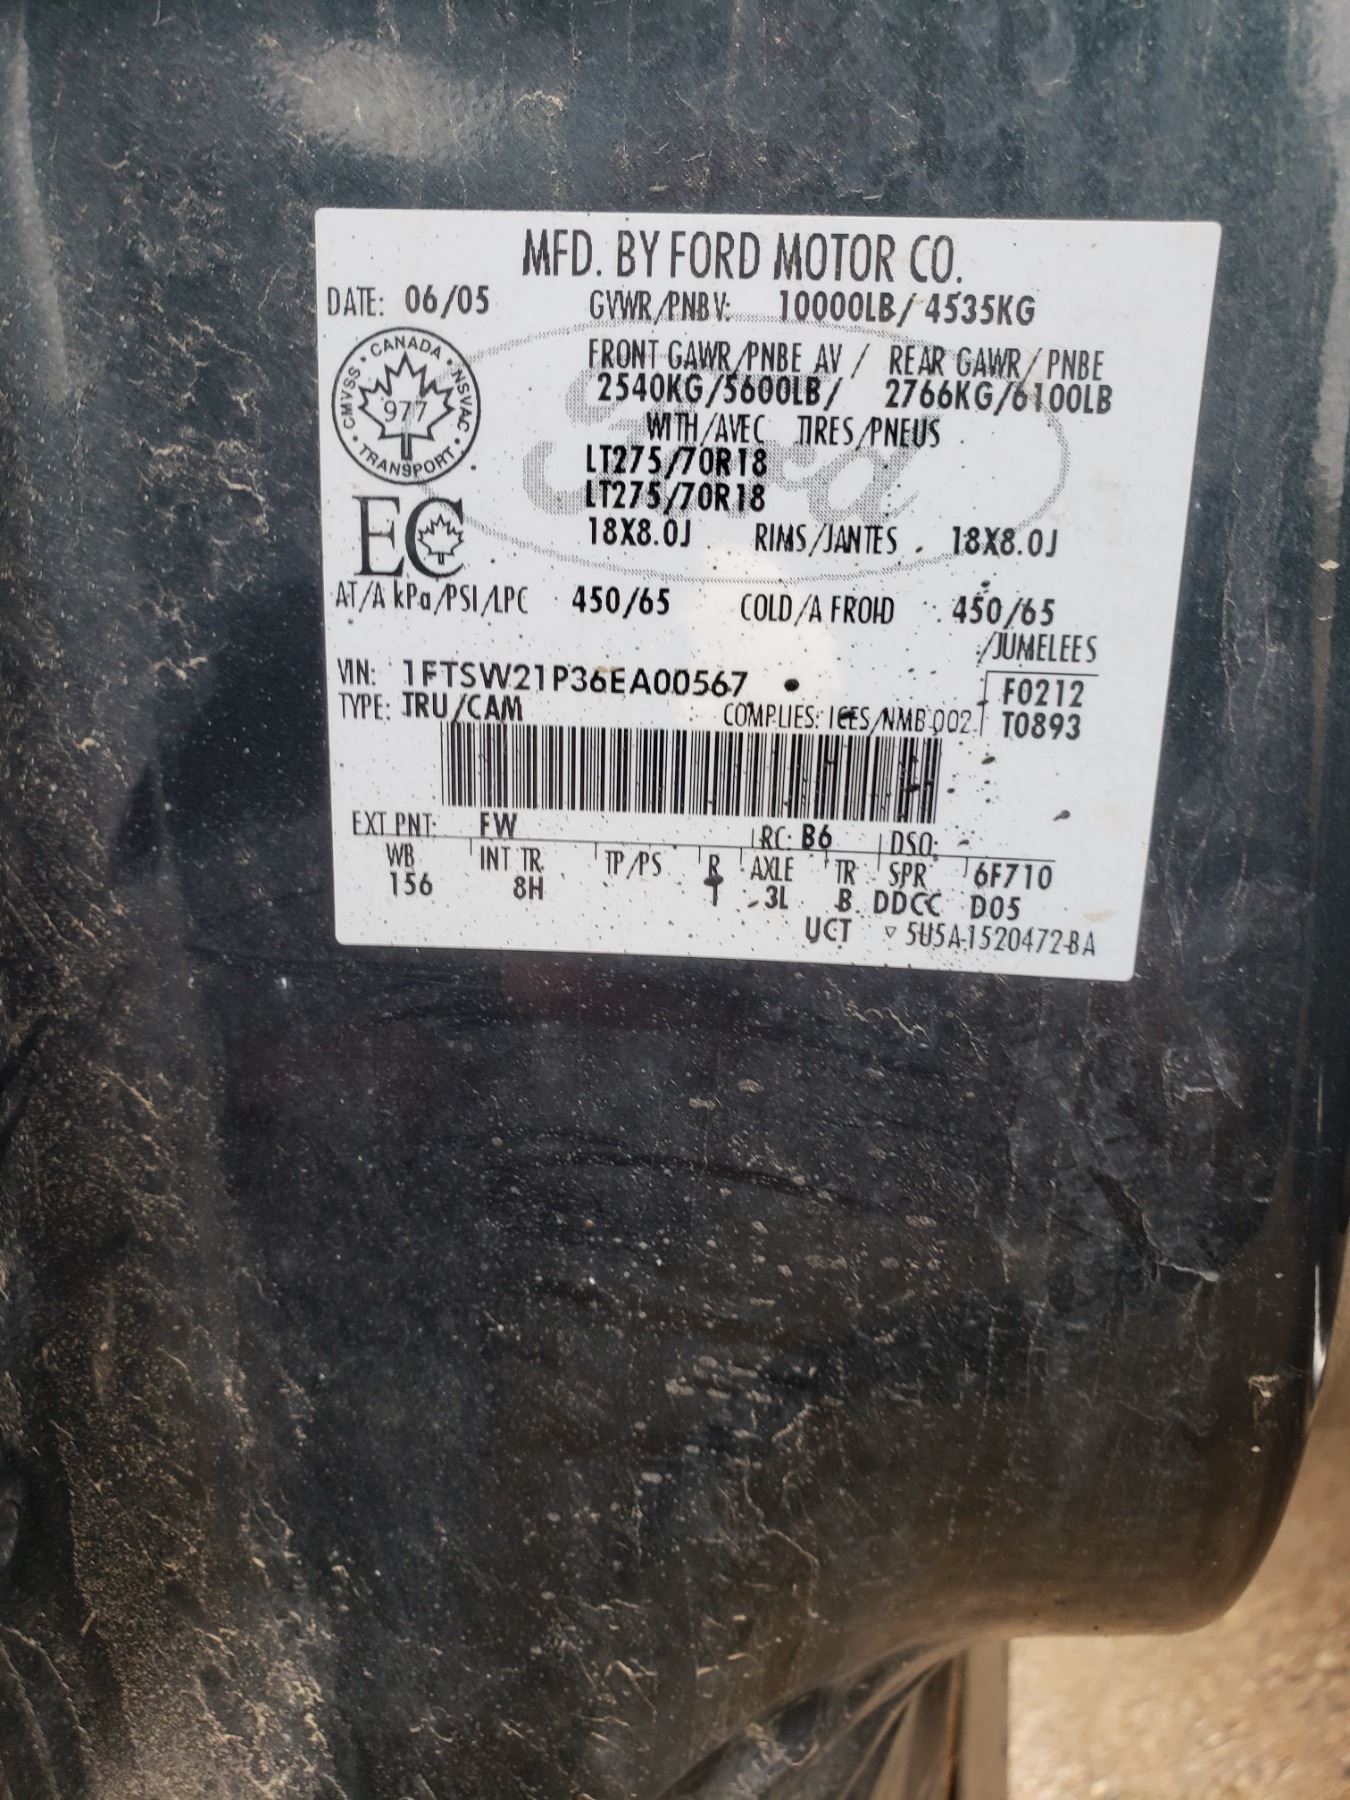 MFD. BY FORD MOTOR CO.
DATE: 06/05 GVWR/PNBV: 10000LB/4535KG
CANADA CMVSS NSVAC 977 TRANSPORT
FRONT GAWR/PNBE AV / REAR GAWR/PNBE
2540KG/5600LB/ 2766KG/6100LB
WITH/AVEC TIRES/PNEUS
LT275/70R18
LT275/70R18
18X8.0J RIMS/JANTES 18X8.0J
EC
AT/A kPa/PSI/LPC 450/65 COLD/A FROID 450/65
/JUMELEES
VIN: 1FTSW21P36EA00567 F0212
TYPE: TRU/CAM COMPLIES: ICES/NMB 002 T0893
EXT PNT: FW RC: B6 DSO:
WB INT TR TP/PS R AXLE TR SPR 6F710
156 8H T 3L B DDCC D05
UCT ▽ 5U5A-1520472-BA
Ford